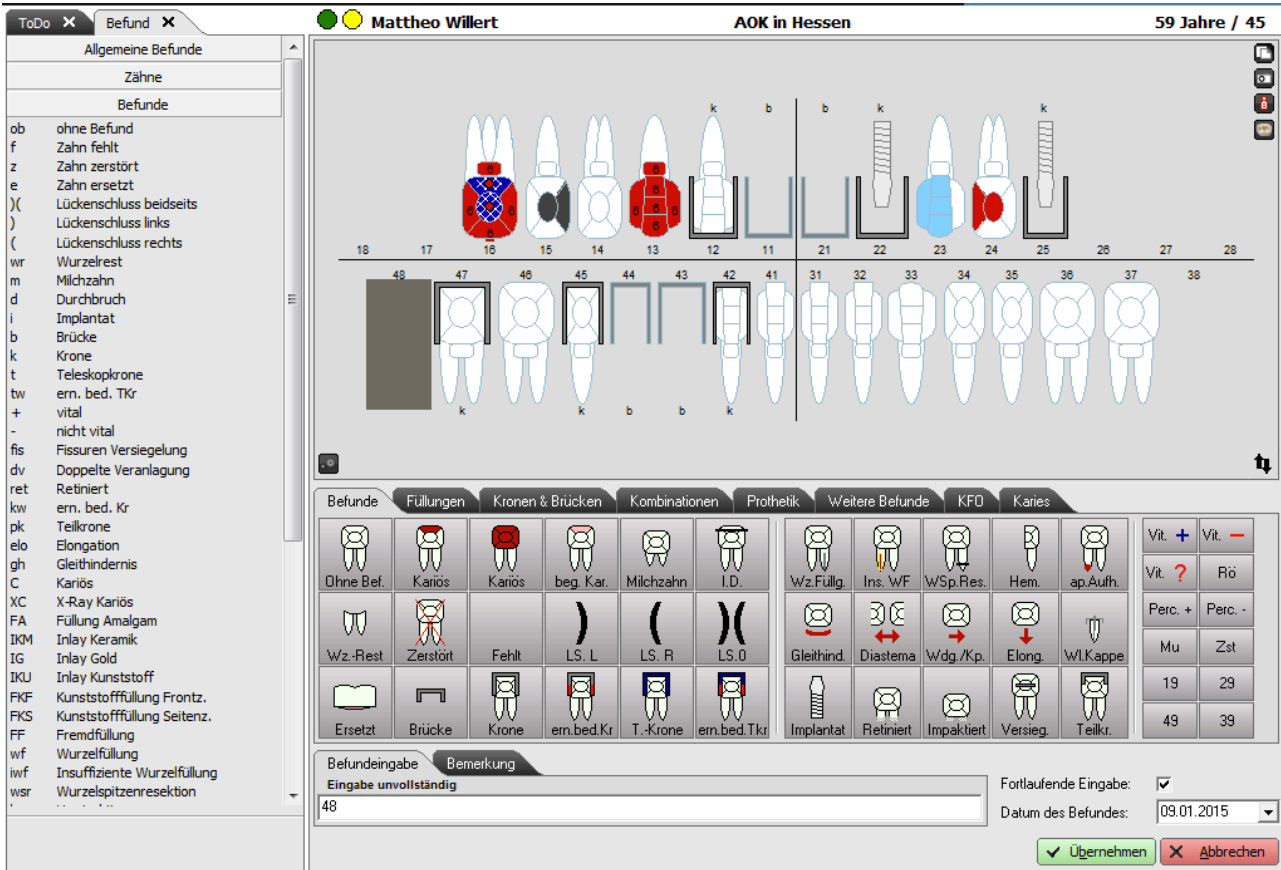 ToDo Befund
Allgemeine Befunde
Zähne
Befunde
ob ohne Befund
f Zahn fehlt
z Zahn zerstört
e Zahn ersetzt
)( Lückenschluss beidseits
) Lückenschluss links
( Lückenschluss rechts
wr Wurzelrest
m Milchzahn
d Durchbruch
i Implantat
b Brücke
k Krone
t Teleskopkrone
tw ern. bed. TKr
+ vital
- nicht vital
fis Fissuren Versiegelung
dv Doppelte Veranlagung
ret Retiniert
kw ern. bed. Kr
pk Teilkrone
elo Elongation
gh Gleithindernis
C Kariös
XC X-Ray Kariös
FA Füllung Amalgam
IKM Inlay Keramik
IG Inlay Gold
IKU Inlay Kunststoff
FKF Kunststofffüllung Frontz.
FKS Kunststofffüllung Seitenz.
FF Fremdfüllung
wf Wurzelfüllung
iwf Insuffiziente Wurzelfüllung
wsr Wurzelspitzenresektion
Mattheo Willert AOK in Hessen 59 Jahre / 45
k b b k k
6 6
6 6 6 6 6
6 6
18 17 16 15 14 13 12 11 21 22 23 24 25 26 27 28
48 47 46 45 44 43 42 41 31 32 33 34 35 36 37 38
k k b b k
Befunde Füllungen Kronen & Brücken Kombinationen Prothetik Weitere Befunde KFO Karies
Ohne Bef. Kariös Kariös beg. Kar. Milchzahn I.D. Wz.Füllg. Ins. WF WSp.Res. Hem. ap.Aufh.
Wz.-Rest Zerstört Fehlt LS. L LS. R LS.0 Gleithind. Diastema Wdg./Kp. Elong. Wl.Kappe
Ersetzt Brücke Krone ern.bed.Kr T.-Krone ern.bed.Tkr Implantat Retiniert Impaktiert Versieg. Teilkr.
Vit. + Vit. -
Vit. ? Rö
Perc. + Perc. -
Mu Zst
19 29
49 39
Befundeingabe Bemerkung
Eingabe unvollständig
48
Fortlaufende Eingabe:
Datum des Befundes: 09.01.2015
Übernehmen Abbrechen